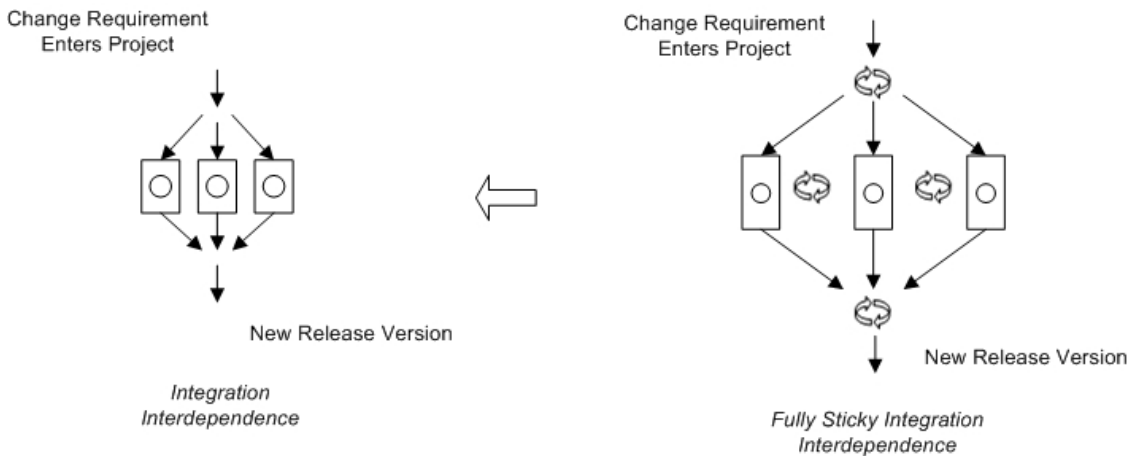 Change Requirement
Enters Project
New Release Version
Integration
Interdependence
Change Requirement
Enters Project
New Release Version
Fully Sticky Integration
Interdependence